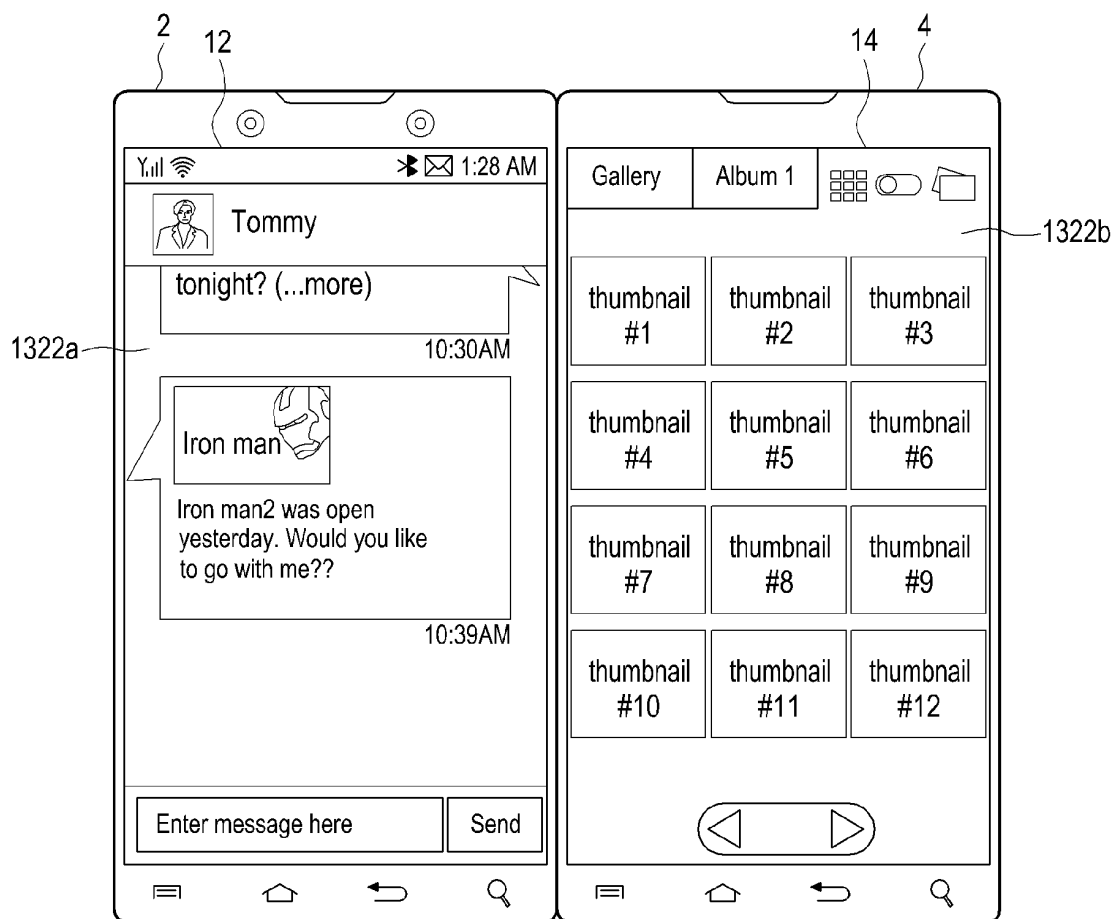 2
12
14
4
1:28 AM
Tommy
tonight? (...more)
10:30AM
1322a
Iron man
Iron man2 was open
yesterday. Would you like
to go with me??
10:39AM
Enter message here
Send
Gallery
Album 1
1322b
thumbnail
#1
thumbnail
#2
thumbnail
#3
thumbnail
#4
thumbnail
#5
thumbnail
#6
thumbnail
#7
thumbnail
#8
thumbnail
#9
thumbnail
#10
thumbnail
#11
thumbnail
#12